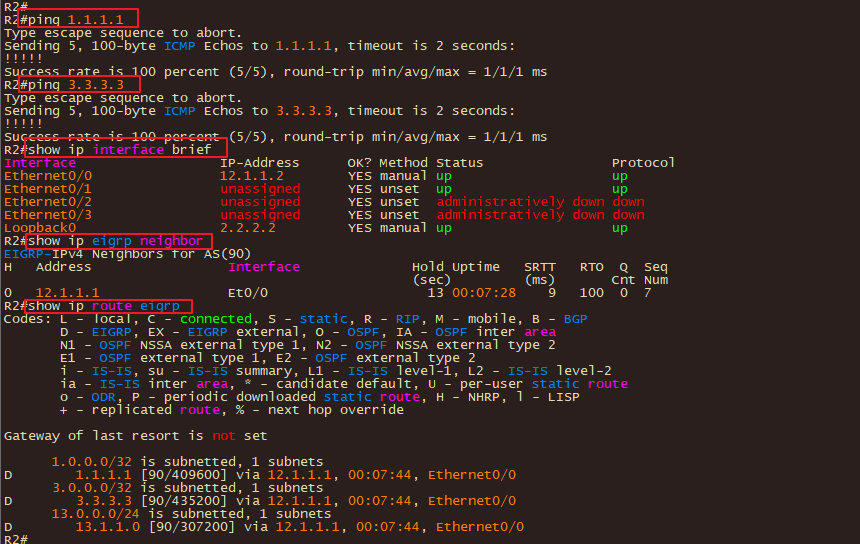 R2#
R2#ping 1.1.1.1
Type escape sequence to abort.
Sending 5, 100-byte ICMP Echos to 1.1.1.1, timeout is 2 seconds:
!!!!!
Success rate is 100 percent (5/5), round-trip min/avg/max = 1/1/1 ms
R2#ping 3.3.3.3
Type escape sequence to abort.
Sending 5, 100-byte ICMP Echos to 3.3.3.3, timeout is 2 seconds:
!!!!!
Success rate is 100 percent (5/5), round-trip min/avg/max = 1/1/1 ms
R2#show ip interface brief
Interface IP-Address OK? Method Status Protocol
Ethernet0/0 12.1.1.2 YES manual up up
Ethernet0/1 unassigned YES unset up up
Ethernet0/2 unassigned YES unset administratively down down
Ethernet0/3 unassigned YES unset administratively down down
Loopback0 2.2.2.2 YES manual up up
R2#show ip eigrp neighbor
EIGRP-IPv4 Neighbors for AS(90)
H Address Interface Hold Uptime SRTT RTO Q Seq
(sec) (ms) Cnt Num
0 12.1.1.1 Et0/0 13 00:07:28 9 100 0 7
R2#show ip route eigrp
Codes: L - local, C - connected, S - static, R - RIP, M - mobile, B - BGP
D - EIGRP, EX - EIGRP external, O - OSPF, IA - OSPF inter area
N1 - OSPF NSSA external type 1, N2 - OSPF NSSA external type 2
E1 - OSPF external type 1, E2 - OSPF external type 2
i - IS-IS, su - IS-IS summary, L1 - IS-IS level-1, L2 - IS-IS level-2
ia - IS-IS inter area, * - candidate default, U - per-user static route
o - ODR, P - periodic downloaded static route, H - NHRP, l - LISP
+ - replicated route, % - next hop override
Gateway of last resort is not set
1.0.0.0/32 is subnetted, 1 subnets
D 1.1.1.1 [90/409600] via 12.1.1.1, 00:07:44, Ethernet0/0
3.0.0.0/32 is subnetted, 1 subnets
D 3.3.3.3 [90/435200] via 12.1.1.1, 00:07:44, Ethernet0/0
13.0.0.0/24 is subnetted, 1 subnets
D 13.1.1.0 [90/307200] via 12.1.1.1, 00:07:44, Ethernet0/0
R2#